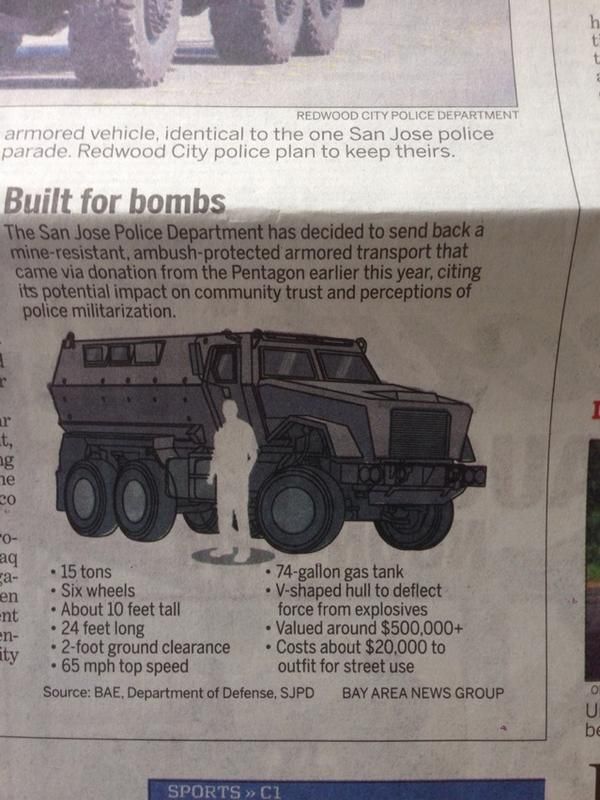 REDWOOD CITY POLICE DEPARTMENT
armored vehicle, identical to the one San Jose police
parade. Redwood City police plan to keep theirs.
Built for bombs
The San Jose Police Department has decided to send back a
mine-resistant, ambush-protected armored transport that
came via donation from the Pentagon earlier this year, citing
its potential impact on community trust and perceptions of
police militarization.
• 15 tons
• Six wheels
• About 10 feet tall
• 24 feet long
• 2-foot ground clearance
• 65 mph top speed
• 74-gallon gas tank
• V-shaped hull to deflect
force from explosives
• Valued around $500,000+
• Costs about $20,000 to
outfit for street use
Source: BAE, Department of Defense, SJPD
BAY AREA NEWS GROUP
SPORTS » C1